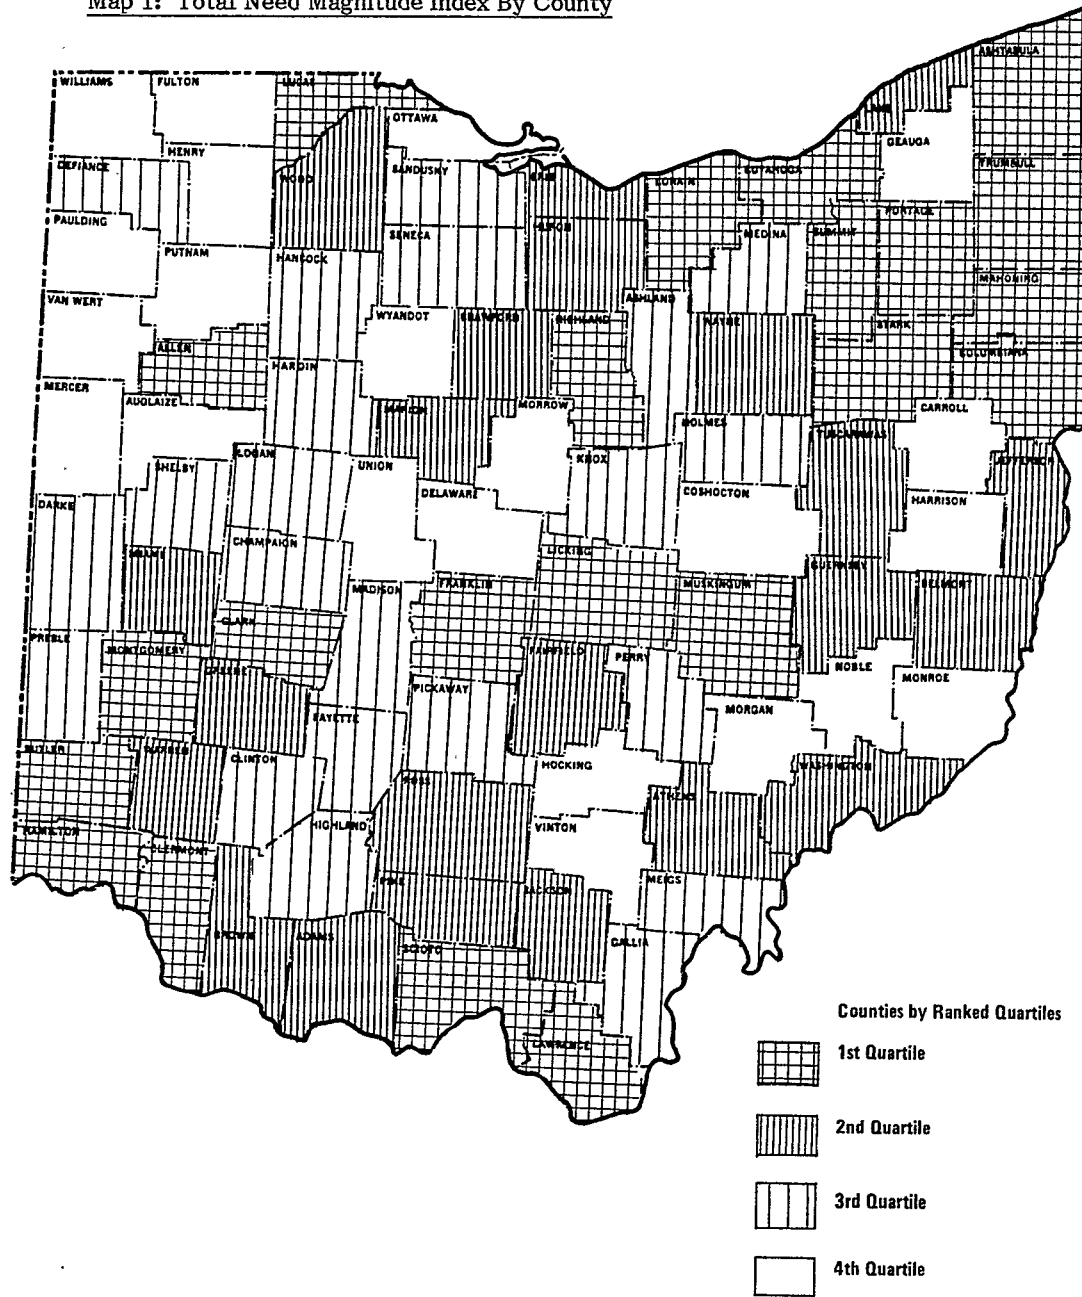 Map 1: Total Need Magnitude Index By County
ASHTABULA
WILLIAMS
FULTON
LUCAS
LAKE
OTTAWA
GEAUGA
HENRY
DEFIANCE
SANDUSKY
TRUMBULL
WOOD
ERIE
LORAIN
CUYAHOGA
PORTAGE
PAULDING
SENECA
HURON
MEDINA
SUMMIT
PUTNAM
HANCOCK
MAHONING
VAN WERT
ASHLAND
WYANDOT
CRAWFORD
RICHLAND
WAYNE
STARK
ALLEN
COLUMBIANA
HARDIN
MERCER
AUGLAIZE
MARION
MORROW
CARROLL
HOLMES
TUSCARAWAS
LOGAN
UNION
KNOX
JEFFERSON
SHELBY
DELAWARE
COSHOCTON
HARRISON
DARKE
CHAMPAIGN
LICKING
MIAMI
GUERNSEY
MADISON
FRANKLIN
MUSKINGUM
BELMONT
CLARK
PREBLE
MONTGOMERY
FAIRFIELD
PERRY
GREENE
NOBLE
MONROE
PICKAWAY
MORGAN
FAYETTE
BUTLER
WARREN
CLINTON
HOCKING
WASHINGTON
ROSS
ATHENS
HAMILTON
HIGHLAND
VINTON
CLERMONT
PIKE
JACKSON
MEIGS
BROWN
ADAMS
SCIOTO
GALLIA
LAWRENCE
Counties by Ranked Quartiles
1st Quartile
2nd Quartile
3rd Quartile
4th Quartile